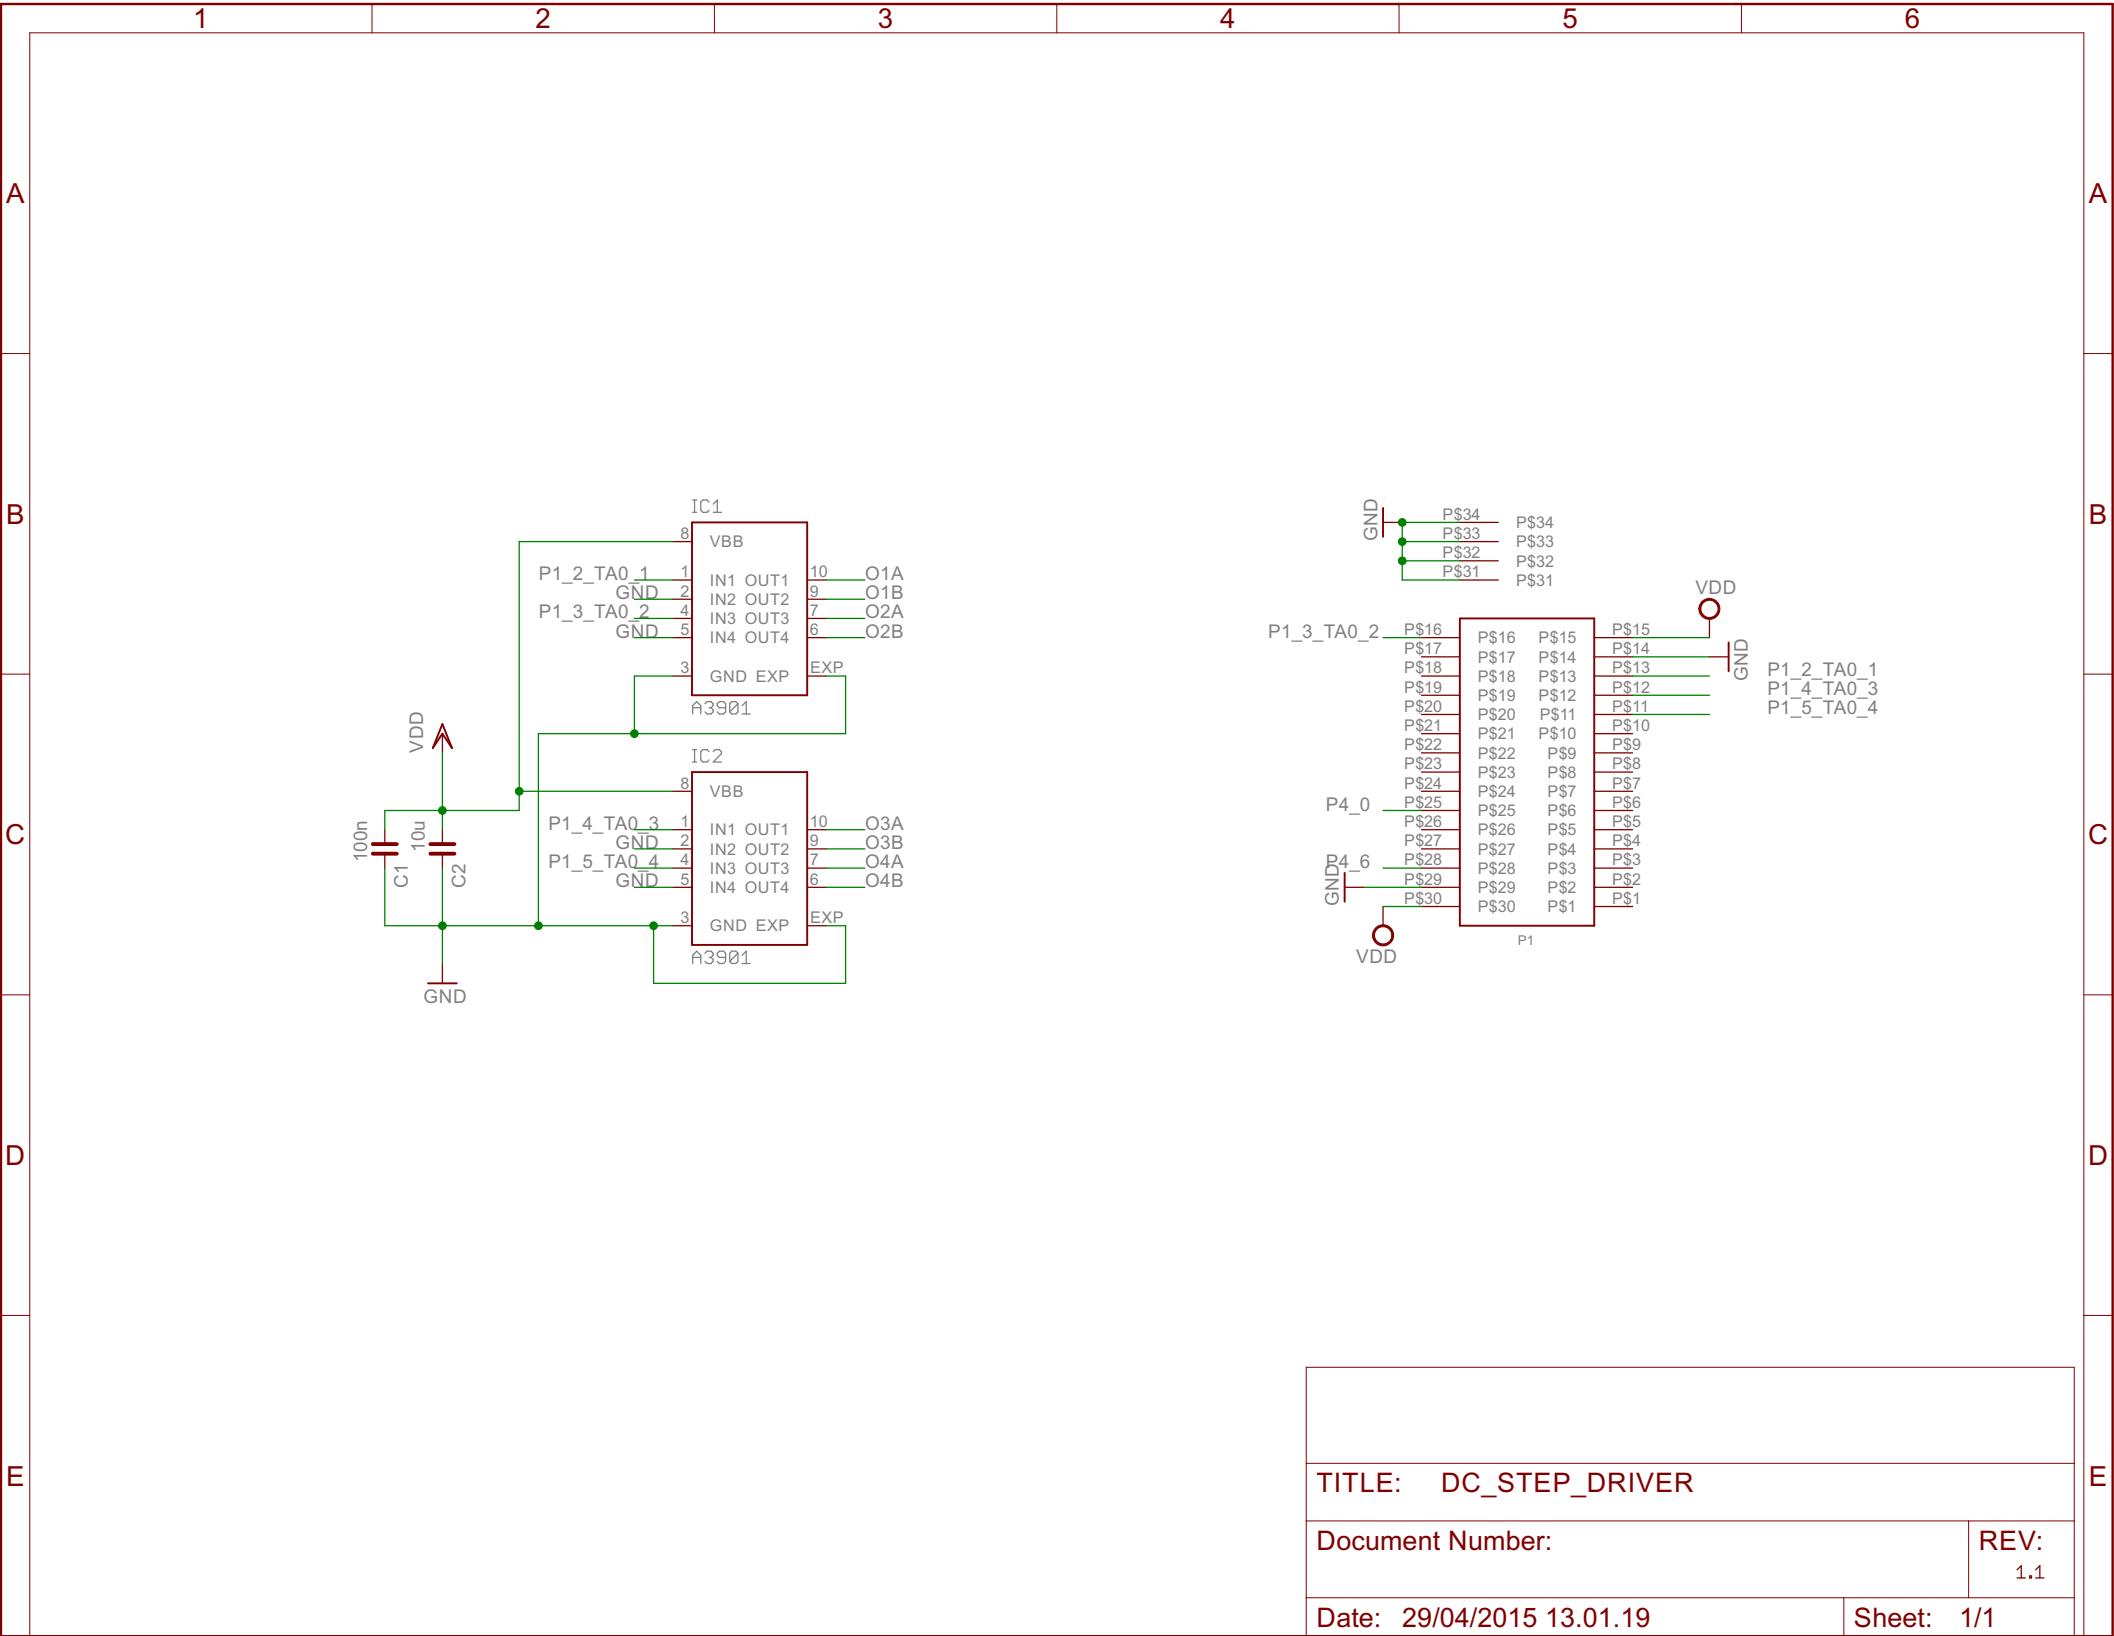 1 2 3 4 5 6
A A
B B
C C
D D
E E
IC1
8 VBB
P1_2_TA0_1 1 IN1 OUT1 10 O1A
GND 2 IN2 OUT2 9 O1B
P1_3_TA0_2 4 IN3 OUT3 7 O2A
GND 5 IN4 OUT4 6 O2B
3 GND EXP EXP
A3901
VDD
IC2
8 VBB
P1_4_TA0_3 1 IN1 OUT1 10 O3A
GND 2 IN2 OUT2 9 O3B
P1_5_TA0_4 4 IN3 OUT3 7 O4A
GND 5 IN4 OUT4 6 O4B
3 GND EXP EXP
A3901
100n
C1
10u
C2
GND
GND
P$34 P$34
P$33 P$33
P$32 P$32
P$31 P$31
VDD
P1_3_TA0_2 P$16 P$16 P$15 P$15
P$17 P$17 P$14 P$14 GND
P$18 P$18 P$13 P$13 P1_2_TA0_1
P$19 P$19 P$12 P$12 P1_4_TA0_3
P$20 P$20 P$11 P$11 P1_5_TA0_4
P$21 P$21 P$10 P$10
P$22 P$22 P$9 P$9
P$23 P$23 P$8 P$8
P$24 P$24 P$7 P$7
P4_0 P$25 P$25 P$6 P$6
P$26 P$26 P$5 P$5
P$27 P$27 P$4 P$4
P4_6 P$28 P$28 P$3 P$3
GND P$29 P$29 P$2 P$2
P$30 P$30 P$1 P$1
VDD
P1
TITLE: DC_STEP_DRIVER
Document Number:
REV:
1.1
Date: 29/04/2015 13.01.19
Sheet: 1/1